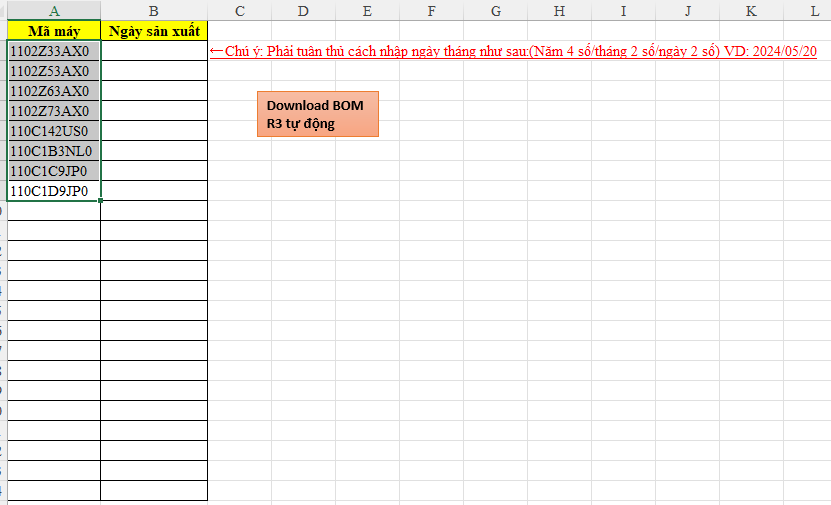 A B C D E F G H I J K L
Mã máy Ngày sản xuất
1102Z33AX0 ←Chú ý: Phải tuân thủ cách nhập ngày tháng như sau:(Năm 4 số/tháng 2 số/ngày 2 số) VD: 2024/05/20
1102Z53AX0
1102Z63AX0
1102Z73AX0
110C142US0
110C1B3NL0
110C1C9JP0
110C1D9JP0
Download BOM
R3 tự động